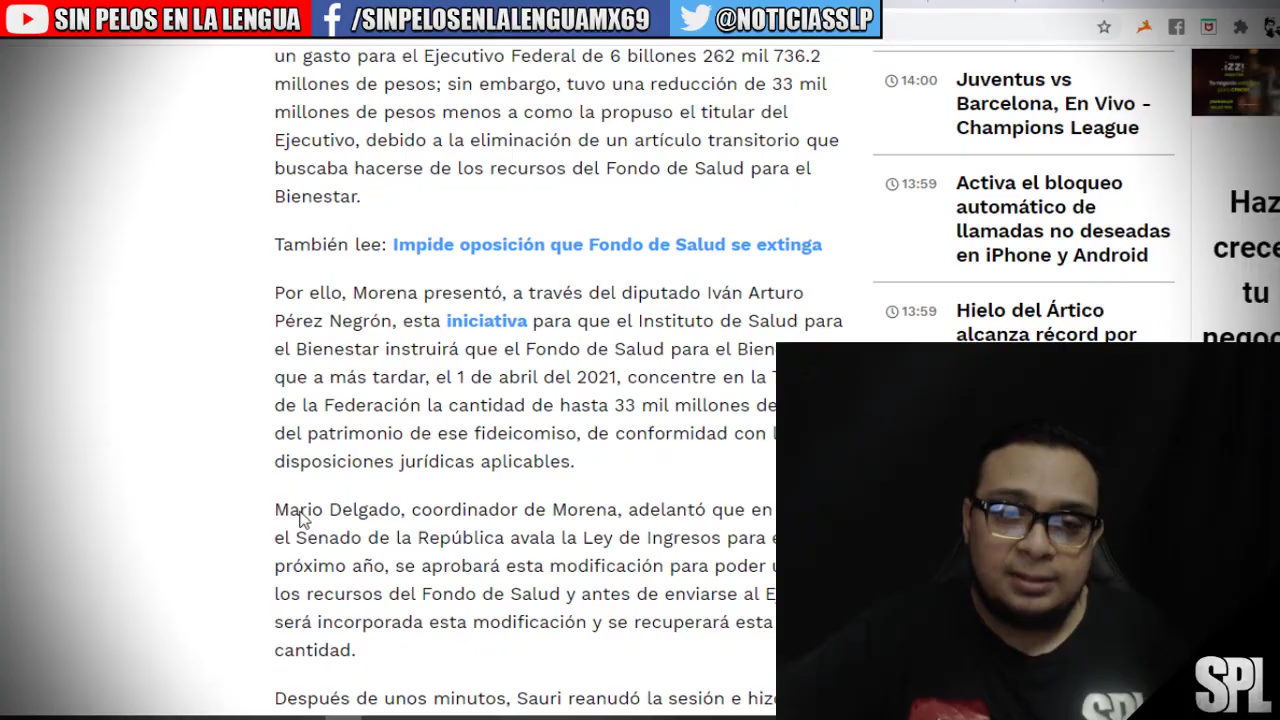 SIN PELOS EN LA LENGUA
/SINPELOSENLALENGUAMX69
@NOTICIASSLP
un gasto para el Ejecutivo Federal de 6 billones 262 mil 736.2
millones de pesos; sin embargo, tuvo una reducción de 33 mil
millones de pesos menos a como la propuso el titular del
Ejecutivo, debido a la eliminación de un artículo transitorio que
buscaba hacerse de los recursos del Fondo de Salud para el
Bienestar.
También lee: Impide oposición que Fondo de Salud se extinga
Por ello, Morena presentó, a través del diputado Iván Arturo
Pérez Negrón, esta iniciativa para que el Instituto de Salud para
el Bienestar instruirá que el Fondo de Salud para el Bien
que a más tardar, el 1 de abril del 2021, concentre en la
de la Federación la cantidad de hasta 33 mil millones de
del patrimonio de ese fideicomiso, de conformidad con
disposiciones jurídicas aplicables.
Mario Delgado, coordinador de Morena, adelantó que en
el Senado de la República avala la Ley de Ingresos para
próximo año, se aprobará esta modificación para poder
los recursos del Fondo de Salud y antes de enviarse al
será incorporada esta modificación y se recuperará esta
cantidad.
Después de unos minutos, Sauri reanudó la sesión e
14:00
Juventus vs
Barcelona, En Vivo -
Champions League
13:59
Activa el bloqueo
automático de
llamadas no deseadas
en iPhone y Android
13:59
Hielo del Ártico
alcanza récord por
izzi
Haz
crece
tu
negoc
SPL
SPL